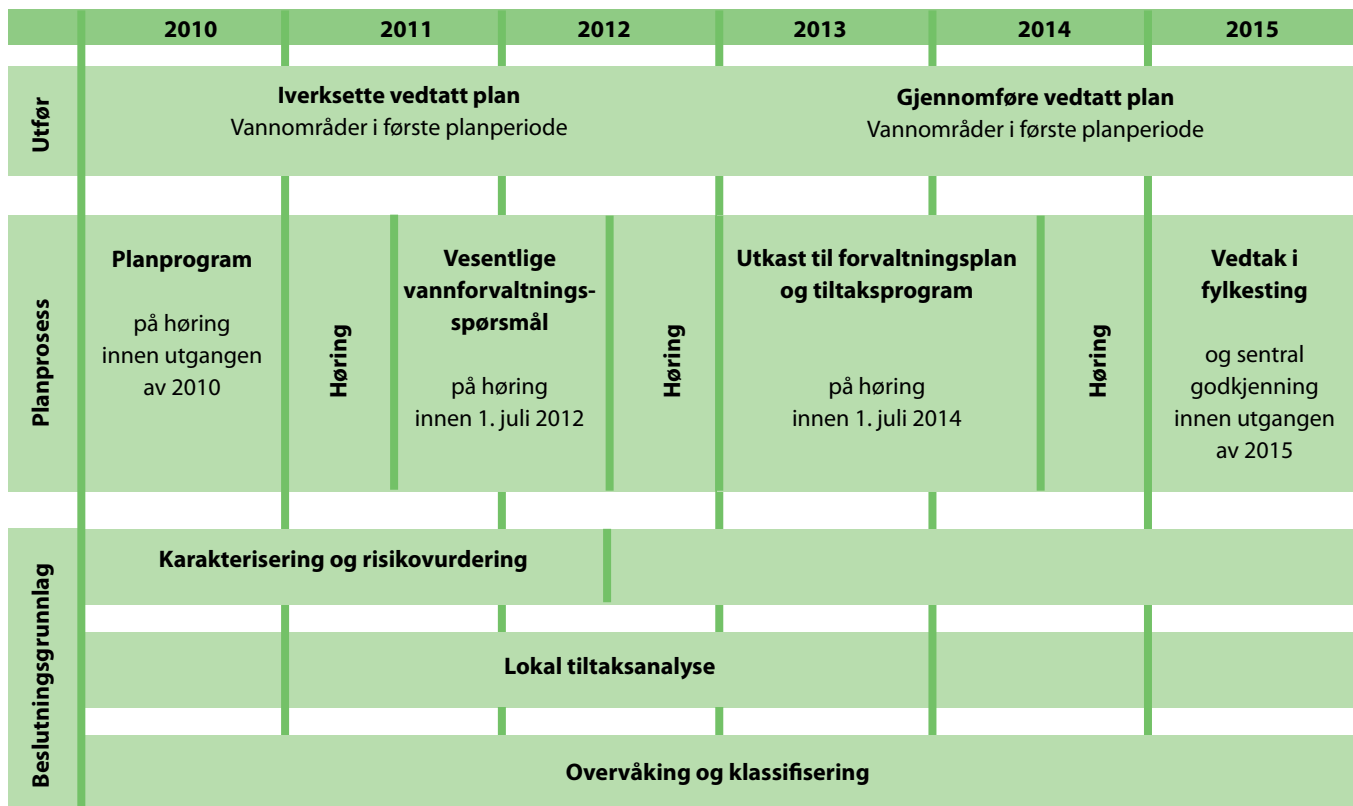 2010 2011 2012 2013 2014 2015
Utfør
Iverksette vedtatt plan
Vannområder i første planperiode
Gjennomføre vedtatt plan
Vannområder i første planperiode
Planprosess
Planprogram
på høring
innen utgangen
av 2010
Høring
Vesentlige
vannforvaltnings-
spørsmål
på høring
innen 1. juli 2012
Høring
Utkast til forvaltningsplan
og tiltaksprogram
på høring
innen 1. juli 2014
Høring
Vedtak i
fylkesting
og sentral
godkjenning
innen utgangen
av 2015
Beslutningsgrunnlag
Karakterisering og risikovurdering
Lokal tiltaksanalyse
Overvåking og klassifisering